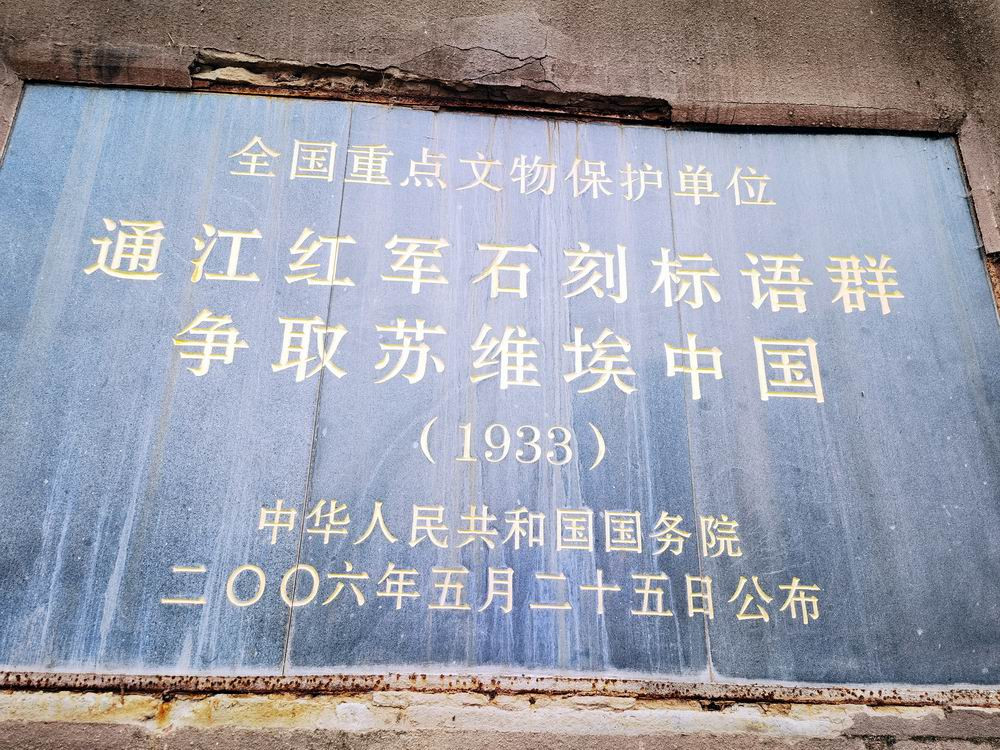 全国重点文物保护单位
通江红军石刻标语群
争取苏维埃中国
（1933）
中华人民共和国国务院
二〇〇六年五月二十五日公布